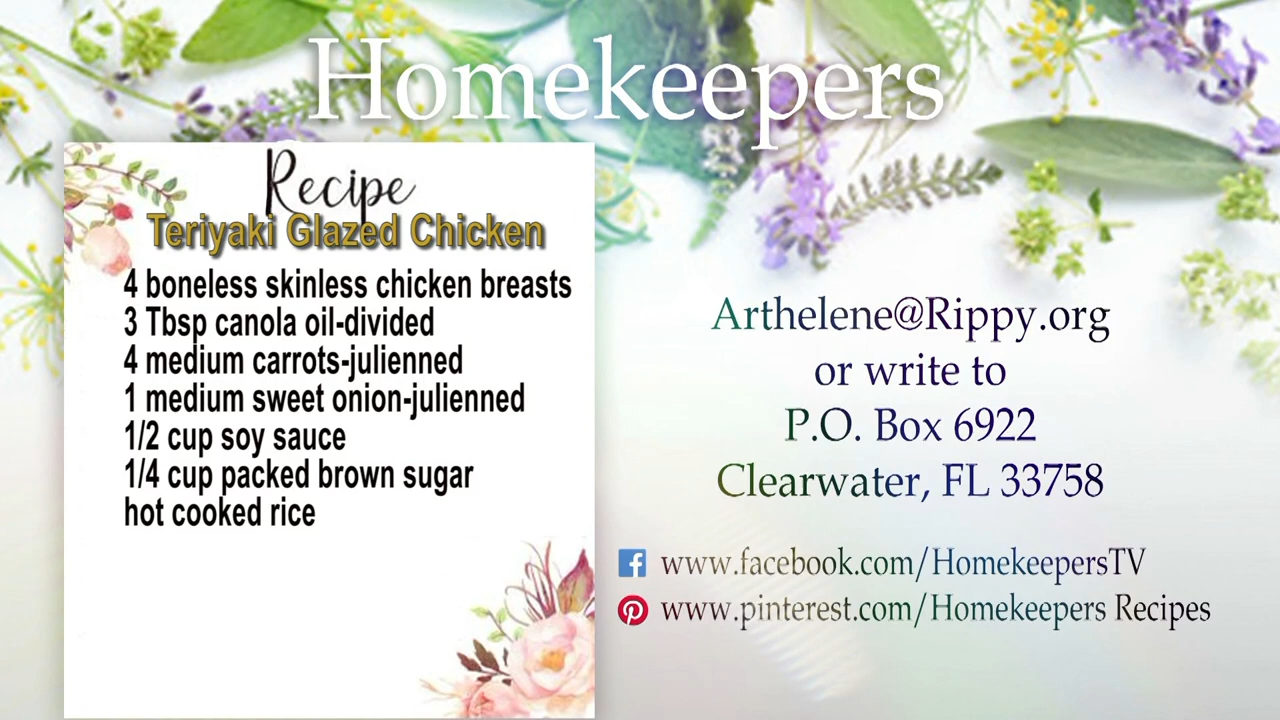 Homekeepers
Recipe
Teriyaki Glazed Chicken
4 boneless skinless chicken breasts
3 Tbsp canola oil-divided
4 medium carrots-julienned
1 medium sweet onion-julienned
1/2 cup soy sauce
1/4 cup packed brown sugar
hot cooked rice
Arthelene@Rippy.org
or write to
P.O. Box 6922
Clearwater, FL 33758
www.facebook.com/HomekeepersTV
www.pinterest.com/Homekeepers Recipes